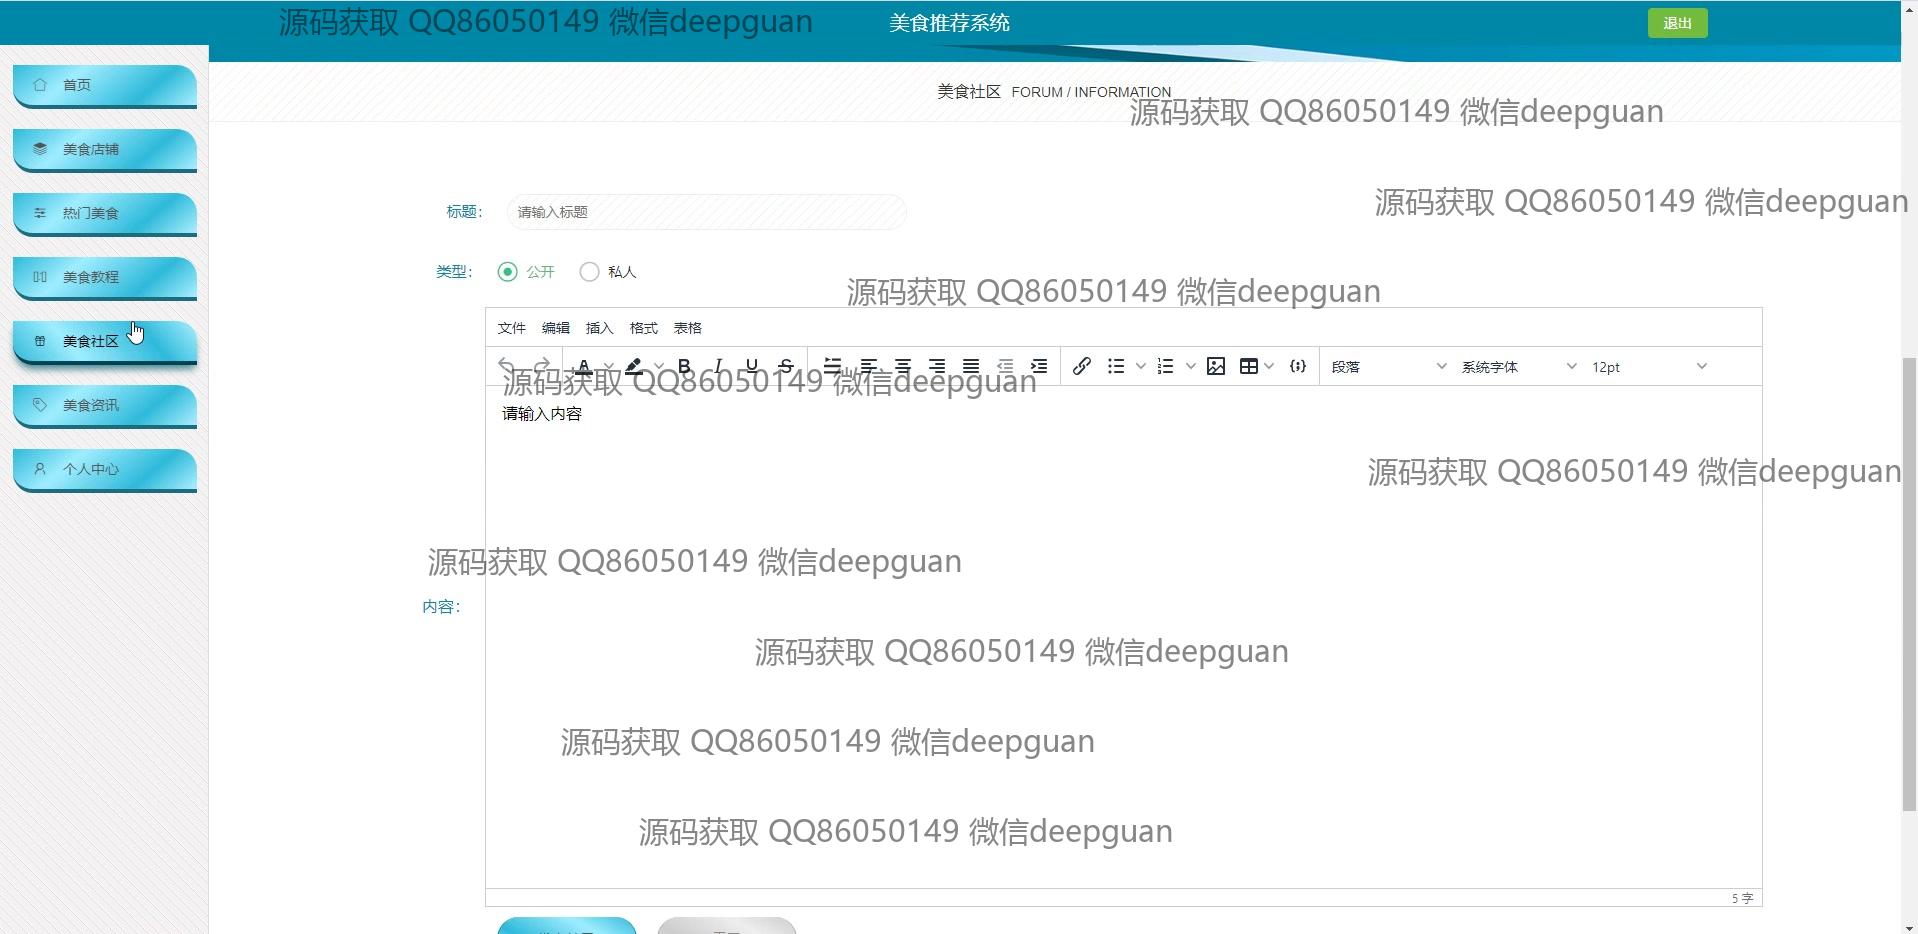 源码获取 QQ86050149 微信deepguan
美食推荐系统
退出
首页
美食店铺
热门美食
美食教程
美食社区
美食资讯
个人中心
美食社区 FORUM / INFORMATION
源码获取 QQ86050149 微信deepguan
源码获取 QQ86050149 微信deepguan
标题：
请输入标题
类型：
公开
私人
源码获取 QQ86050149 微信deepguan
文件 编辑 插入 格式 表格
段落 系统字体 12pt
源码获取 QQ86050149 微信deepguan
请输入内容
源码获取 QQ86050149 微信deepguan
源码获取 QQ86050149 微信deepguan
内容：
源码获取 QQ86050149 微信deepguan
源码获取 QQ86050149 微信deepguan
源码获取 QQ86050149 微信deepguan
5 字